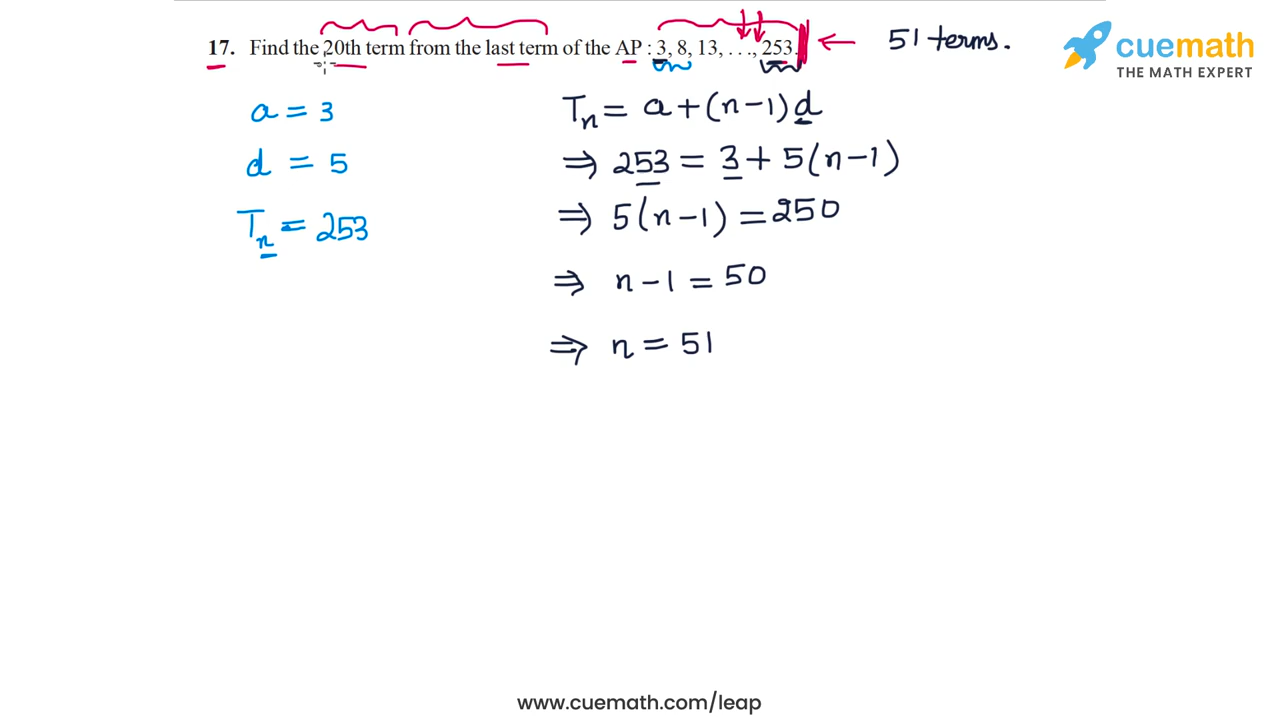 17. Find the 20th term from the last term of the AP : 3, 8, 13, . . ., 253. ← 51 terms.
cuemath
THE MATH EXPERT
a = 3
d = 5
Tn = 253
Tn = a + (n – 1) d
⇒ 253 = 3 + 5(n – 1)
⇒ 5(n – 1) = 250
⇒ n – 1 = 50
⇒ n = 51
www.cuemath.com/leap